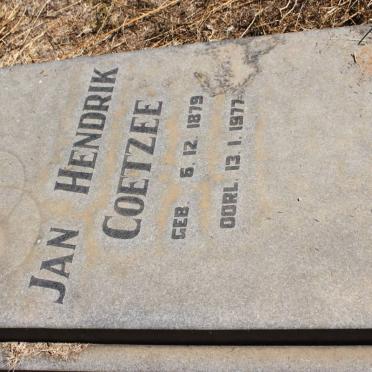 JAN HENDRIK
COETZEE
GEB. 6. 12. 1879
OORL. 13. 1. 1977